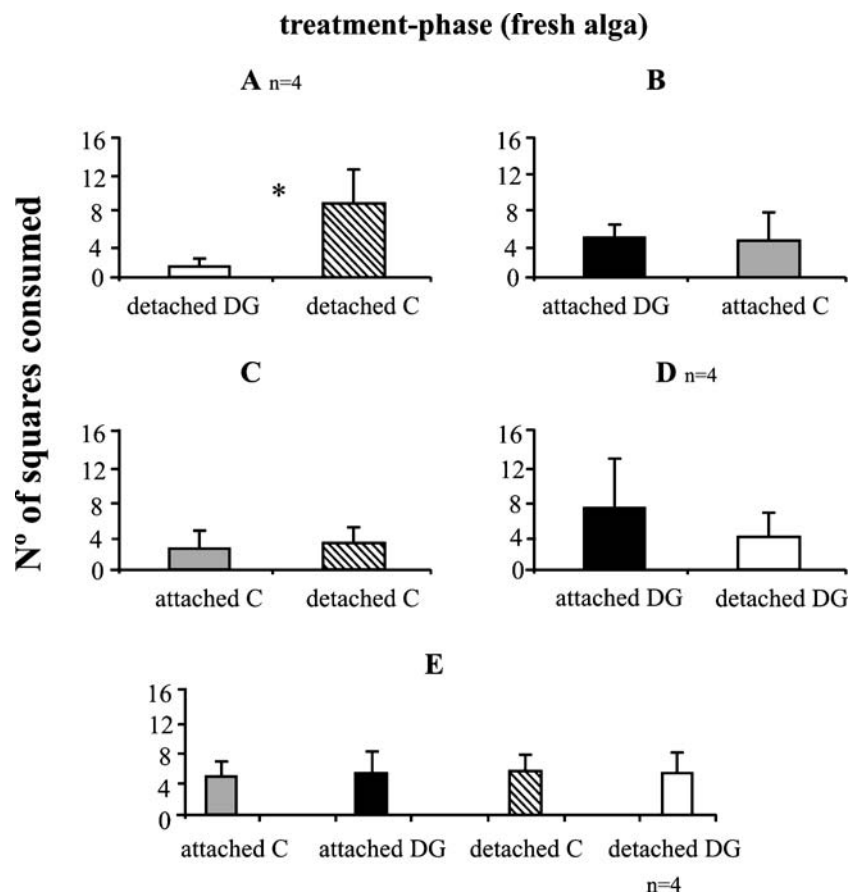 treatment-phase (fresh alga)
A n=4
B
Nº of squares consumed
16
12
8
4
0
*
detached DG detached C
16
12
8
4
0
attached DG attached C
C
D n=4
16
12
8
4
0
attached C detached C
16
12
8
4
0
attached DG detached DG
E
16
12
8
4
0
attached C attached DG detached C detached DG
n=4